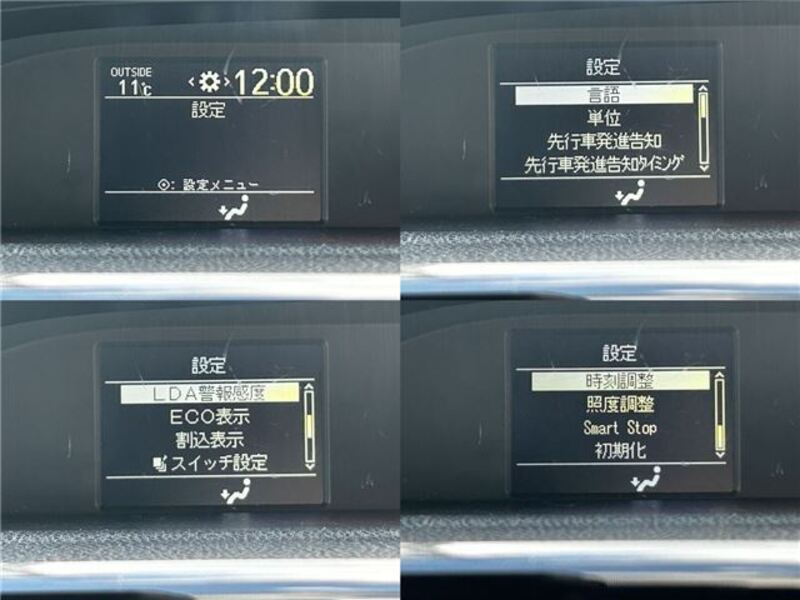 OUTSIDE
11℃
12:00
設定
: 設定メニュー
設定
言語
単位
先行車発進告知
先行車発進告知ﾀｲﾐﾝｸﾞ
設定
LDA警報感度
ECO表示
割込表示
スイッチ設定
設定
時刻調整
照度調整
Smart Stop
初期化